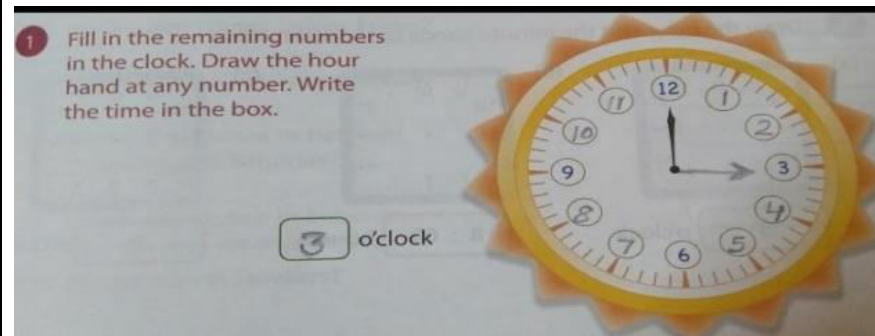 1 Fill in the remaining numbers
in the clock. Draw the hour
hand at any number. Write
the time in the box.
12
11 1
10 2
9 3
8 4
7 5
6
3 o'clock